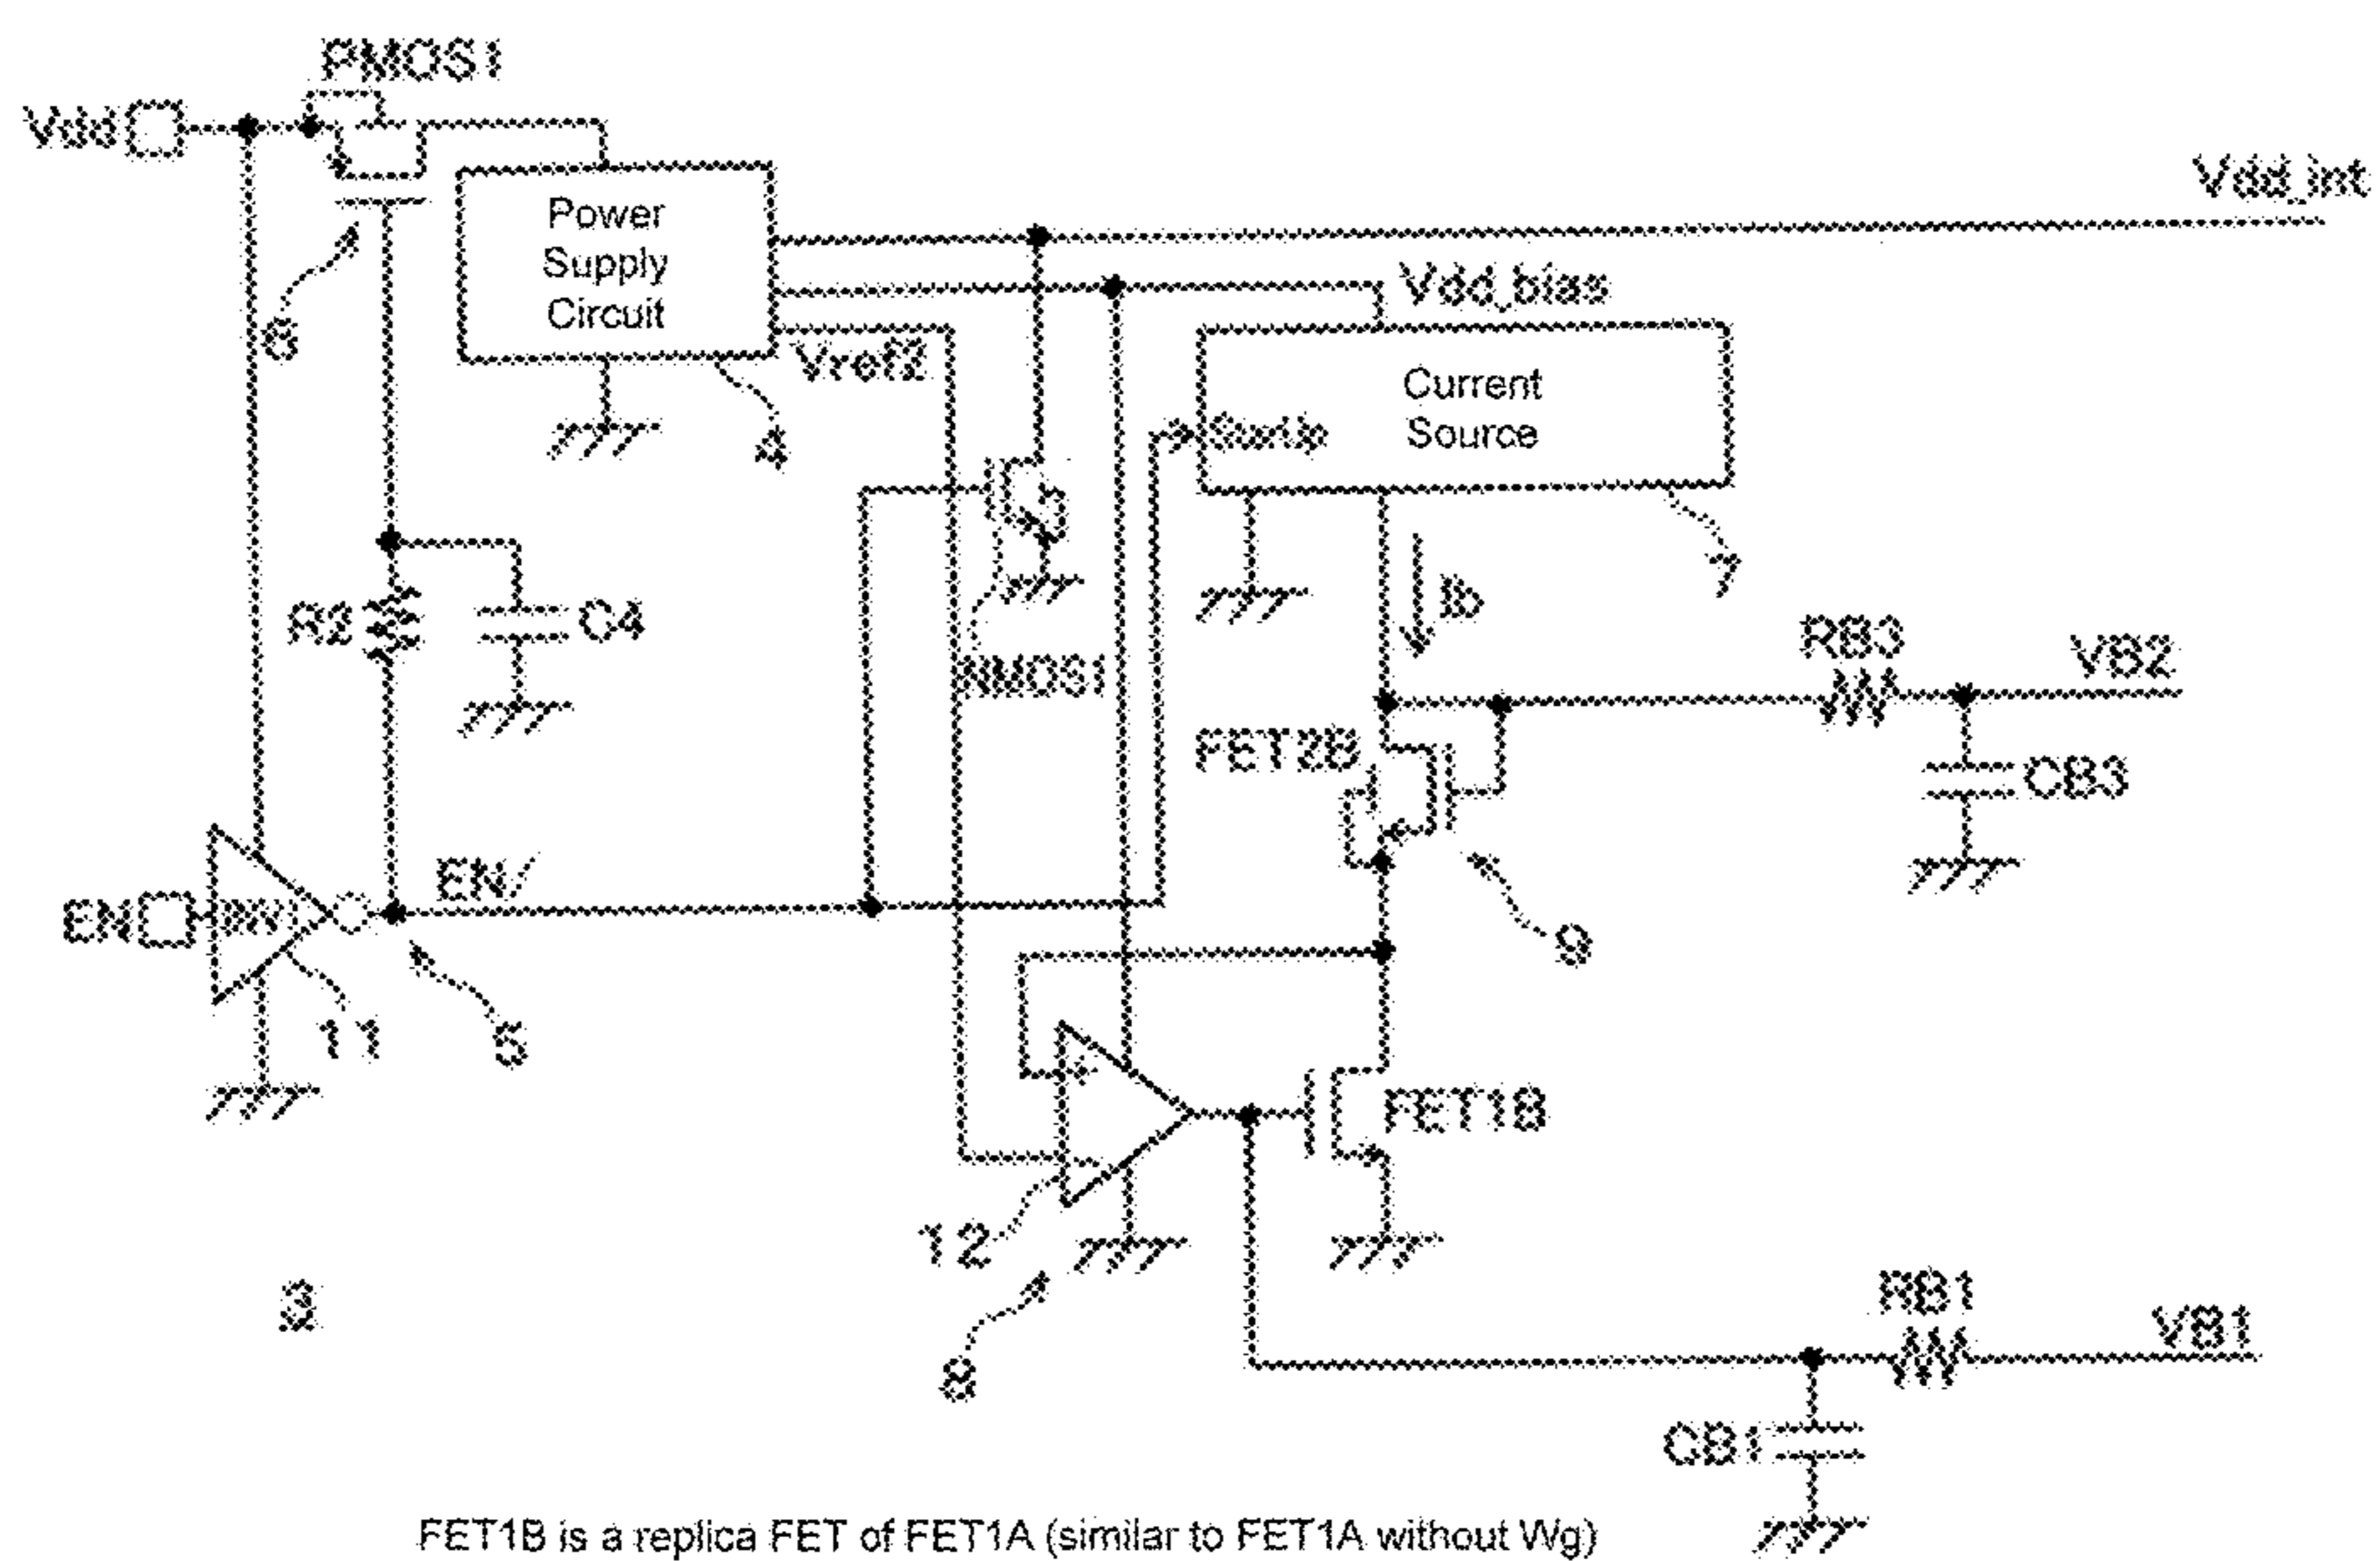 PMOS1
Vdd
Vdd_int
Power
Supply
Circuit
Vdd_bias
6
Vref2
4
Current
Source
7
Ib
R2
C4
NMOS1
RB3
VB2
FET2B
CB3
EN/
EN
9
11
5
FET1B
12
3
8
RB1
VB1
CB1
FET1B is a replica FET of FET1A (similar to FET1A without Wg)